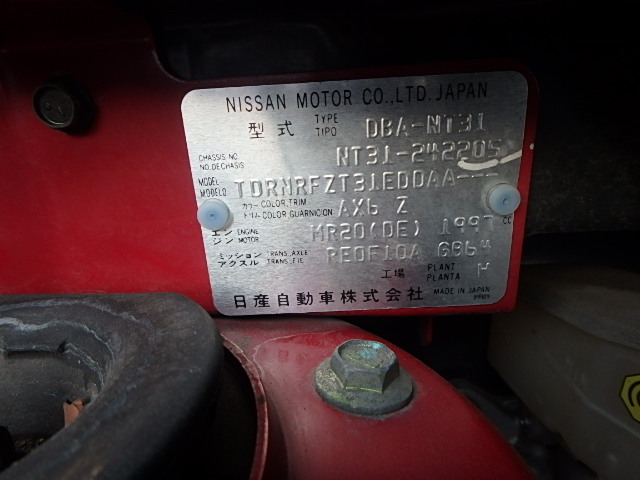 NISSAN MOTOR CO.,LTD. JAPAN
型式 TYPE TIPO DBA-NT31
CHASSIS NO. NO. DE CHASIS NT31-242205
MODEL MODELO TDRNRFZT31EDDAA---
カラー COLOR, TRIM トリム COLOR GUARNICION AX6 Z
エンジン ENGINE MOTOR MR20(DE) 1997 cc
ミッション TRANS. AXLE アクスル TRANS. EJE RE0F10A GB64
工場 PLANT PLANTA H
日産自動車株式会社 MADE IN JAPAN